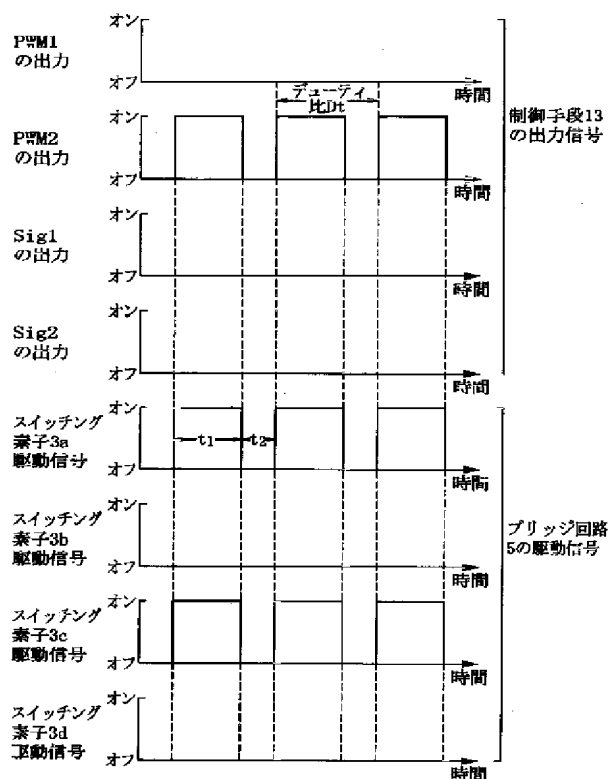 オン
PWM1
の出力
オフ
時間
デューティ
比Dt
オン
PWM2
の出力
オフ
時間
制御手段13
の出力信号
オン
Sig1
の出力
オフ
時間
オン
Sig2
の出力
オフ
時間
オン
スイッチング
素子3a
駆動信号
t1
t2
オフ
時間
オン
スイッチング
素子3b
駆動信号
オフ
時間
ブリッジ回路
5の駆動信号
オン
スイッチング
素子3c
駆動信号
オフ
時間
オン
スイッチング
素子3d
駆動信号
オフ
時間